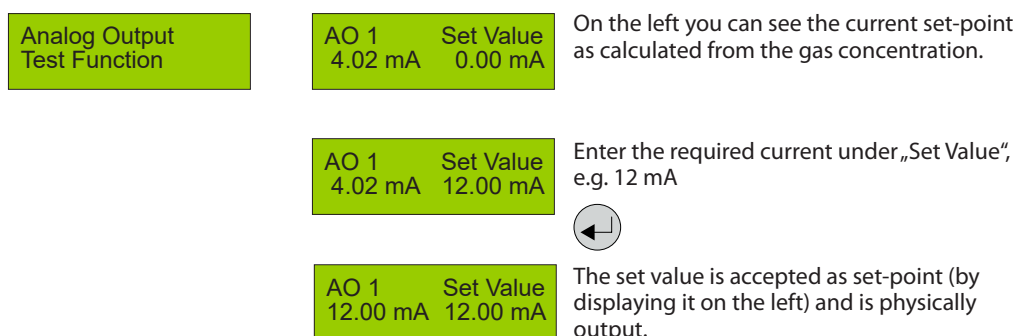 Analog Output
Test Function
AO 1 Set Value
4.02 mA 0.00 mA
On the left you can see the current set-point
as calculated from the gas concentration.
AO 1 Set Value
4.02 mA 12.00 mA
Enter the required current under „Set Value“,
e.g. 12 mA
AO 1 Set Value
12.00 mA 12.00 mA
The set value is accepted as set-point (by
displaying it on the left) and is physically
output.